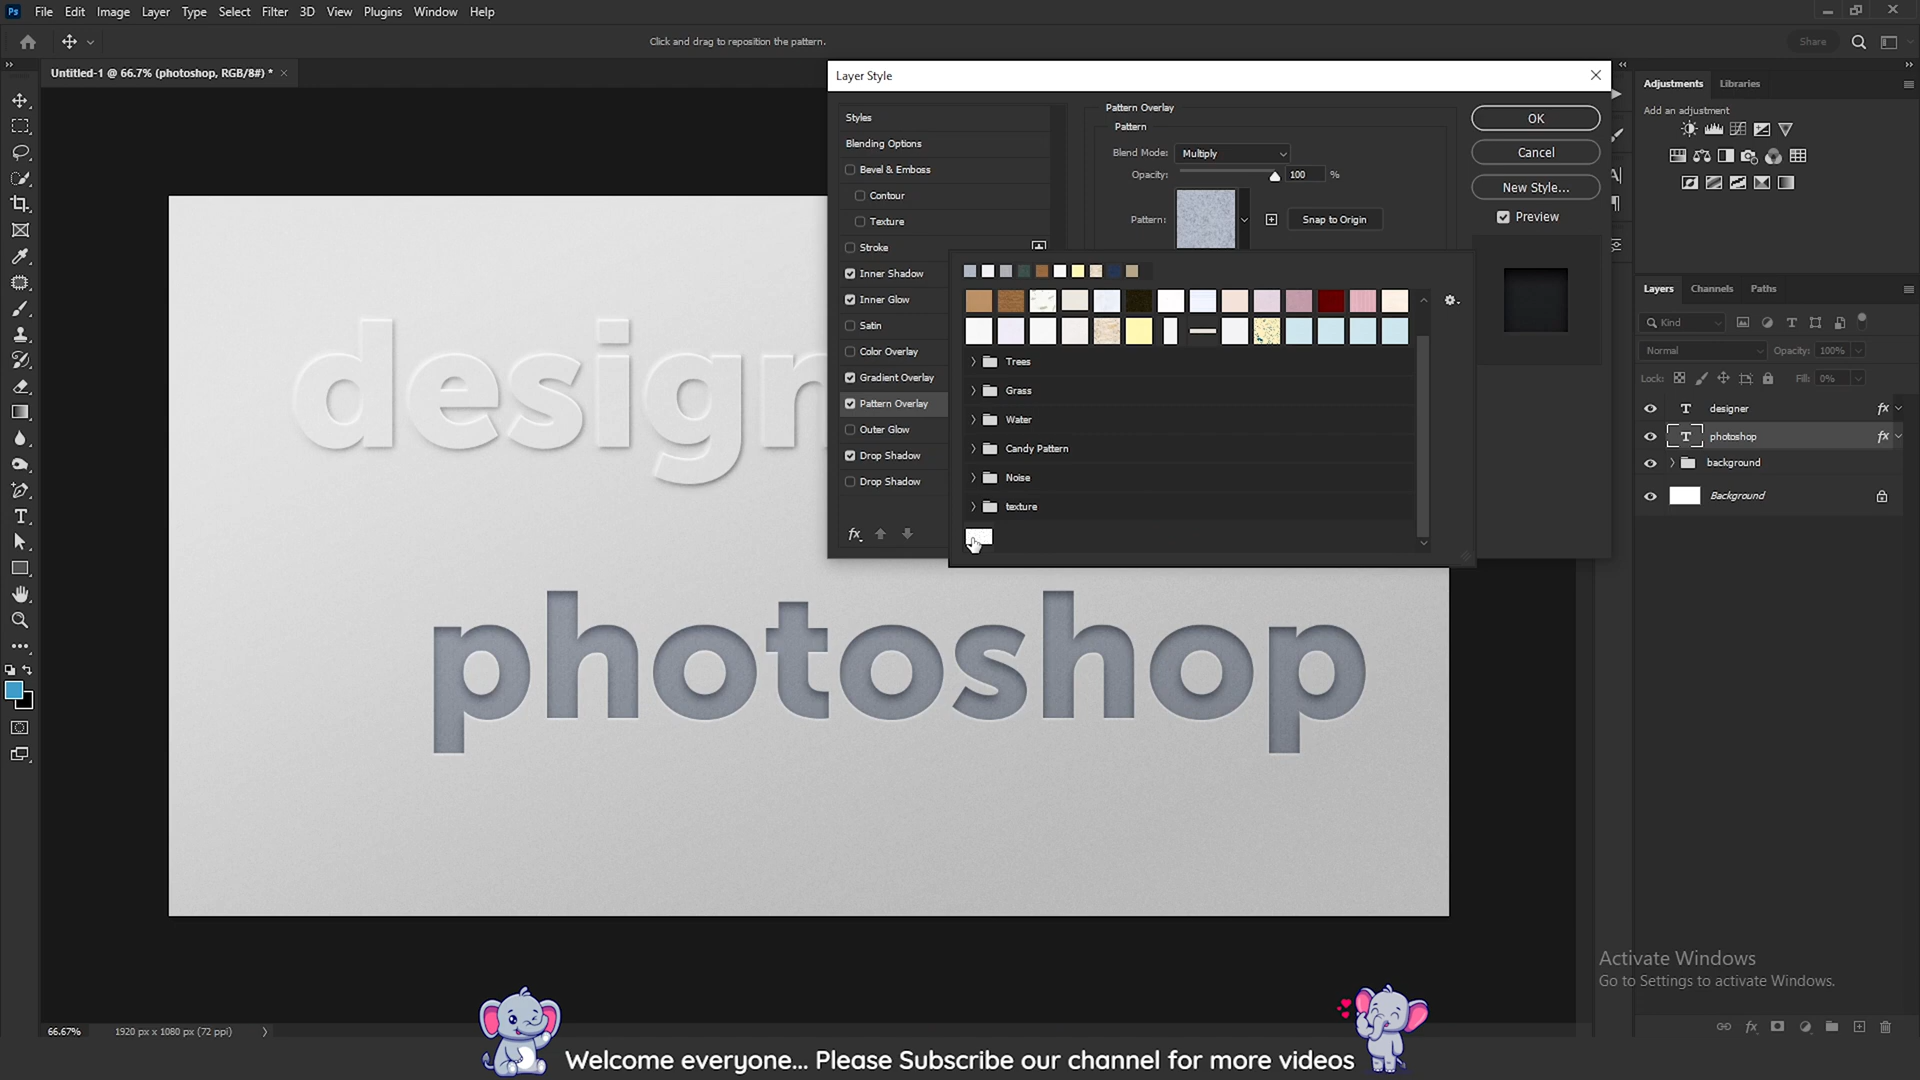 Ps File Edit Image Layer Type Select Filter 3D View Plugins Window Help
Click and drag to reposition the pattern.
Share
Untitled-1 @ 66.7% (photoshop, RGB/8#) *
Layer Style
Styles
Blending Options
Bevel & Emboss
Contour
Texture
Stroke
Inner Shadow
Inner Glow
Satin
Color Overlay
Gradient Overlay
Pattern Overlay
Outer Glow
Drop Shadow
Drop Shadow
fx
Pattern Overlay
Pattern
Blend Mode: Multiply
Opacity: 100 %
Pattern: Snap to Origin
OK
Cancel
New Style...
Preview
Trees
Grass
Water
Candy Pattern
Noise
texture
Adjustments Libraries
Add an adjustment
Layers Channels Paths
Kind
Normal Opacity: 100%
Lock: Fill: 0%
T designer fx
T photoshop fx
background
Background
design
photoshop
Activate Windows
Go to Settings to activate Windows.
66.67% 1920 px x 1080 px (72 ppi)
Welcome everyone... Please Subscribe our channel for more videos